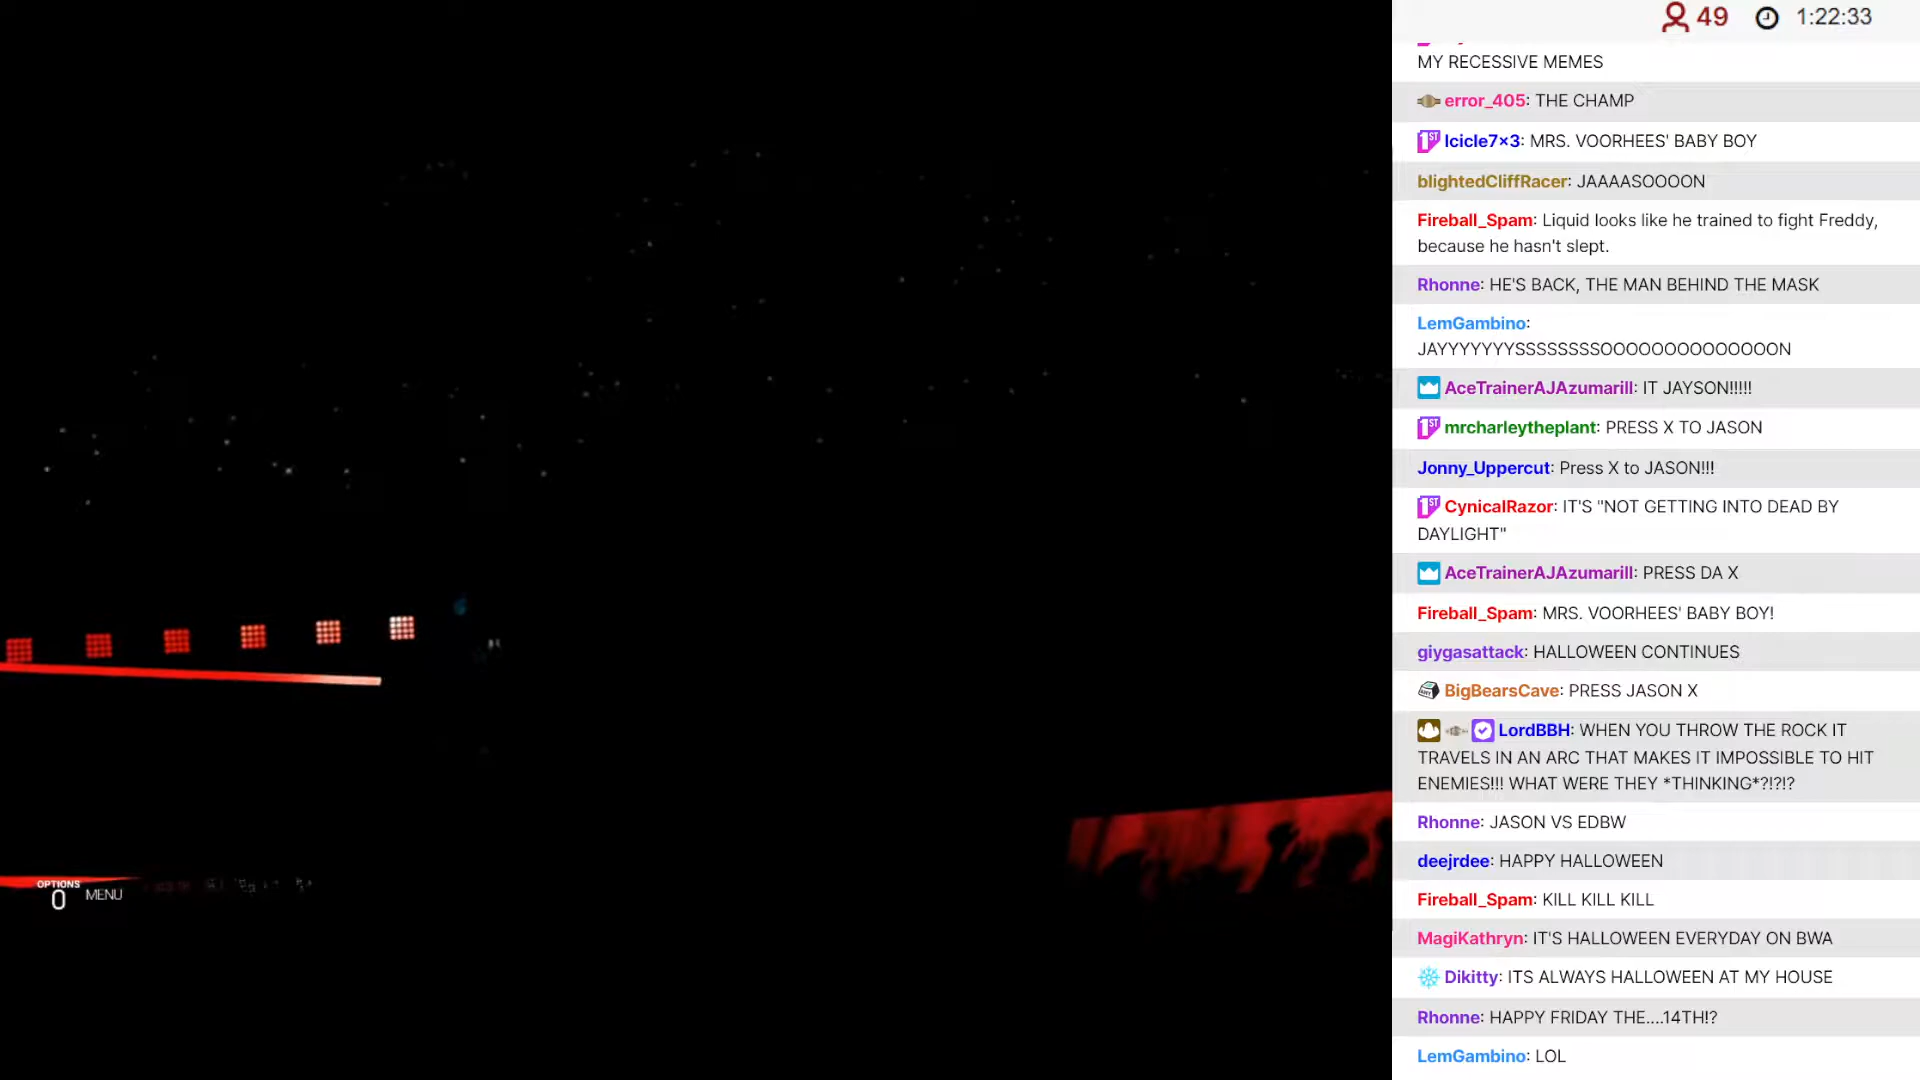 49 1:22:33
MY RECESSIVE MEMES
error_405: THE CHAMP
Icicle7x3: MRS. VOORHEES' BABY BOY
blightedCliffRacer: JAAAASOOOON
Fireball_Spam: Liquid looks like he trained to fight Freddy,
because he hasn't slept.
Rhonne: HE'S BACK, THE MAN BEHIND THE MASK
LemGambino:
JAYYYYYYYSSSSSSSSOOOOOOOOOOOOOOON
AceTrainerAJAzumarill: IT JAYSON!!!!!
mrcharleytheplant: PRESS X TO JASON
Jonny_Uppercut: Press X to JASON!!!
CynicalRazor: IT'S "NOT GETTING INTO DEAD BY
DAYLIGHT"
AceTrainerAJAzumarill: PRESS DA X
Fireball_Spam: MRS. VOORHEES' BABY BOY!
giygasattack: HALLOWEEN CONTINUES
BigBearsCave: PRESS JASON X
LordBBH: WHEN YOU THROW THE ROCK IT
TRAVELS IN AN ARC THAT MAKES IT IMPOSSIBLE TO HIT
ENEMIES!!! WHAT WERE THEY *THINKING*?!?!?
Rhonne: JASON VS EDBW
deejrdee: HAPPY HALLOWEEN
Fireball_Spam: KILL KILL KILL
MagiKathryn: IT'S HALLOWEEN EVERYDAY ON BWA
Dikitty: ITS ALWAYS HALLOWEEN AT MY HOUSE
Rhonne: HAPPY FRIDAY THE....14TH!?
LemGambino: LOL
OPTIONS
MENU